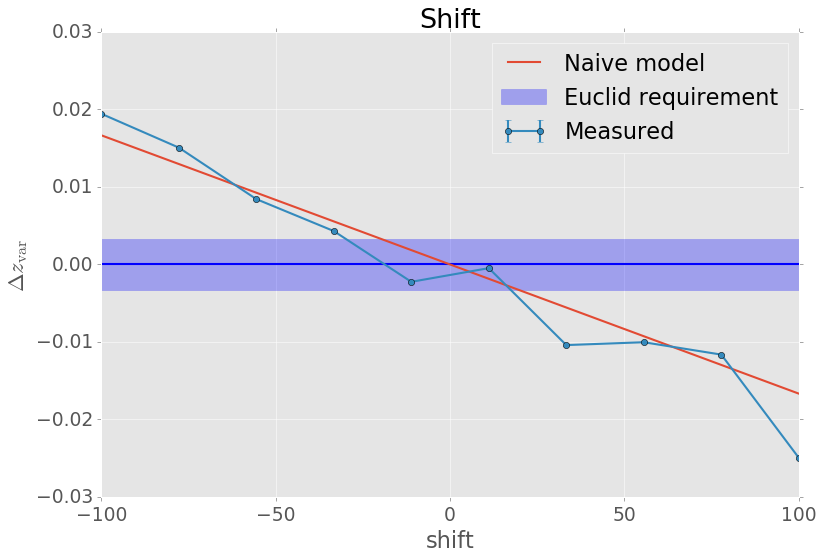 Shift
0.03
0.02
0.01
0.00
−0.01
−0.02
−0.03
Δz_var
Naive model
Euclid requirement
Measured
−100
−50
0
50
100
shift